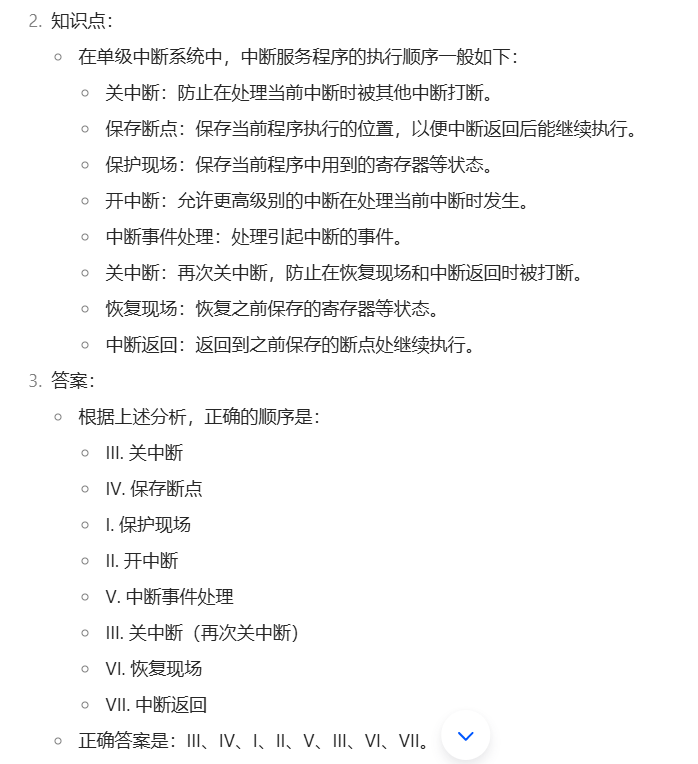 2. 知识点：
在单级中断系统中，中断服务程序的执行顺序一般如下：
关中断：防止在处理当前中断时被其他中断打断。
保存断点：保存当前程序执行的位置，以便中断返回后能继续执行。
保护现场：保存当前程序中用到的寄存器等状态。
开中断：允许更高级别的中断在处理当前中断时发生。
中断事件处理：处理引起中断的事件。
关中断：再次关中断，防止在恢复现场和中断返回时被打断。
恢复现场：恢复之前保存的寄存器等状态。
中断返回：返回到之前保存的断点处继续执行。
3. 答案：
根据上述分析，正确的顺序是：
III. 关中断
IV. 保存断点
I. 保护现场
II. 开中断
V. 中断事件处理
III. 关中断（再次关中断）
VI. 恢复现场
VII. 中断返回
正确答案是：III、IV、I、II、V、III、VI、VII。